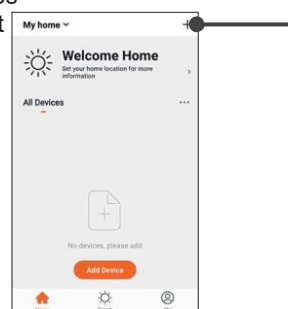 My home
Welcome Home
Set your home location for more
information
All Devices
No devices, please add
Add Device